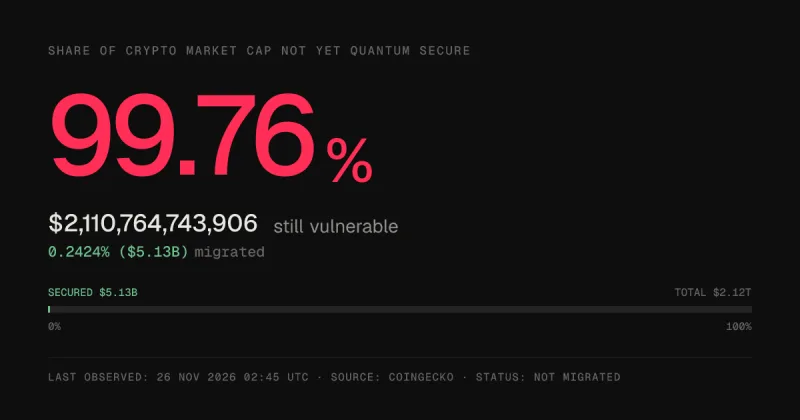 SHARE OF CRYPTO MARKET CAP NOT YET QUANTUM SECURE
99.76%
$2,110,764,743,906 still vulnerable
0.2424% ($5.13B) migrated
SECURED $5.13B TOTAL $2.12T
0% 100%
LAST OBSERVED: 26 NOV 2026 02:45 UTC · SOURCE: COINGECKO · STATUS: NOT MIGRATED